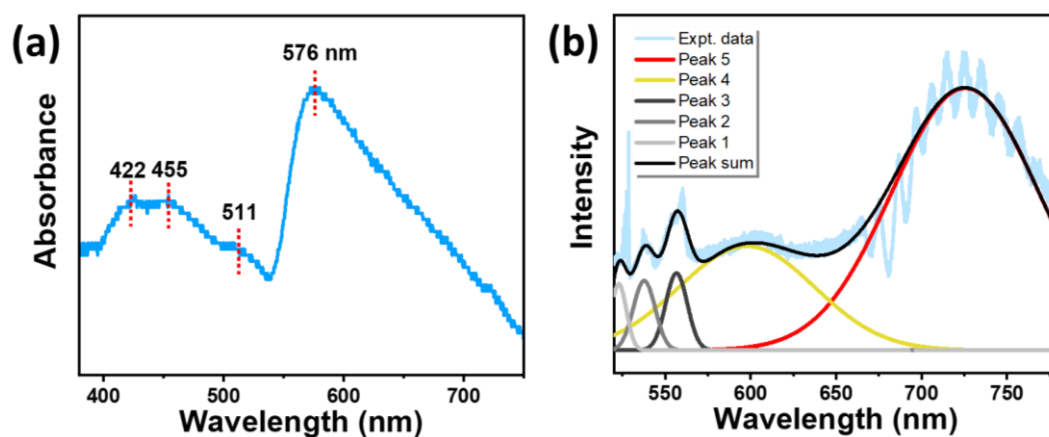 (a)
576 nm
422 455
511
Absorbance
400 500 600 700
Wavelength (nm)
(b)
Expt. data
Peak 5
Peak 4
Peak 3
Peak 2
Peak 1
Peak sum
Intensity
550 600 650 700 750
Wavelength (nm)